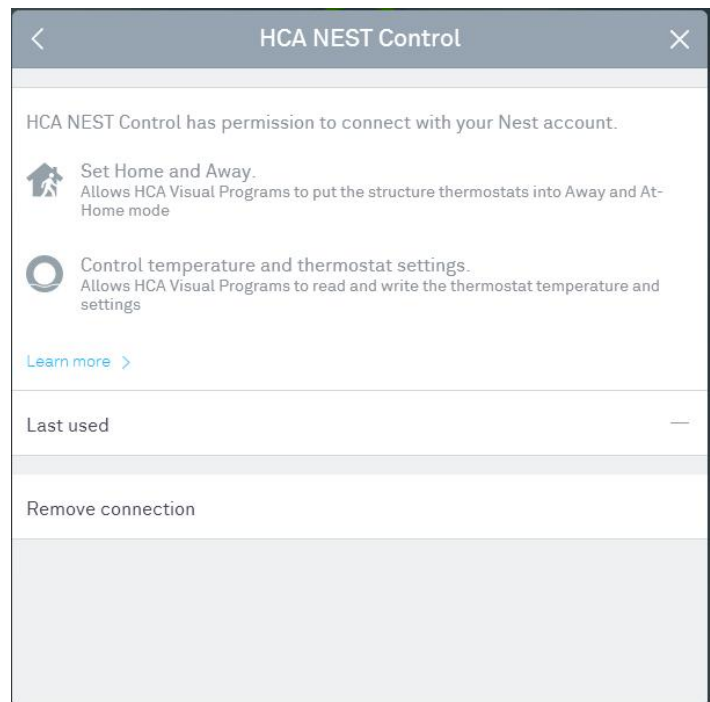 HCA NEST Control
HCA NEST Control has permission to connect with your Nest account.
Set Home and Away.
Allows HCA Visual Programs to put the structure thermostats into Away and At-
Home mode
Control temperature and thermostat settings.
Allows HCA Visual Programs to read and write the thermostat temperature and
settings
Learn more >
Last used —
Remove connection